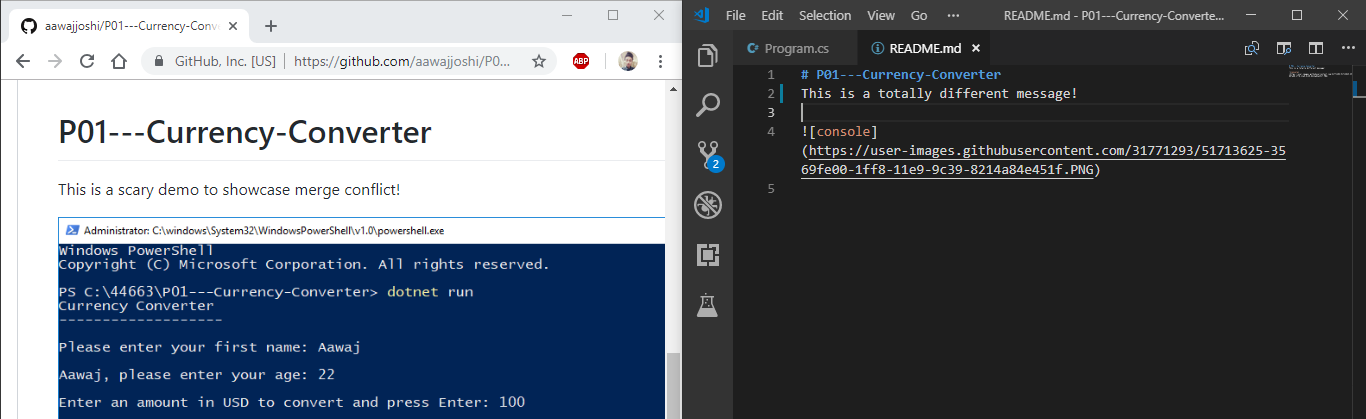 aawajjoshi/P01---Currency-Conve
GitHub, Inc. [US] | https://github.com/aawajjoshi/P0...
ABP
P01---Currency-Converter
This is a scary demo to showcase merge conflict!
Administrator: C:\windows\System32\WindowsPowerShell\v1.0\powershell.exe
Windows PowerShell
Copyright (C) Microsoft Corporation. All rights reserved.
PS C:\44663\P01---Currency-Converter> dotnet run
Currency Converter
-------------------
Please enter your first name: Aawaj
Aawaj, please enter your age: 22
Enter an amount in USD to convert and press Enter: 100
File Edit Selection View Go ••• README.md - P01---Currency-Converte...
Program.cs README.md
2
1 # P01---Currency-Converter
2 This is a totally different message!
3
4 ![console]
(https://user-images.githubusercontent.com/31771293/51713625-35
69fe00-1ff8-11e9-9c39-8214a84e451f.PNG)
5